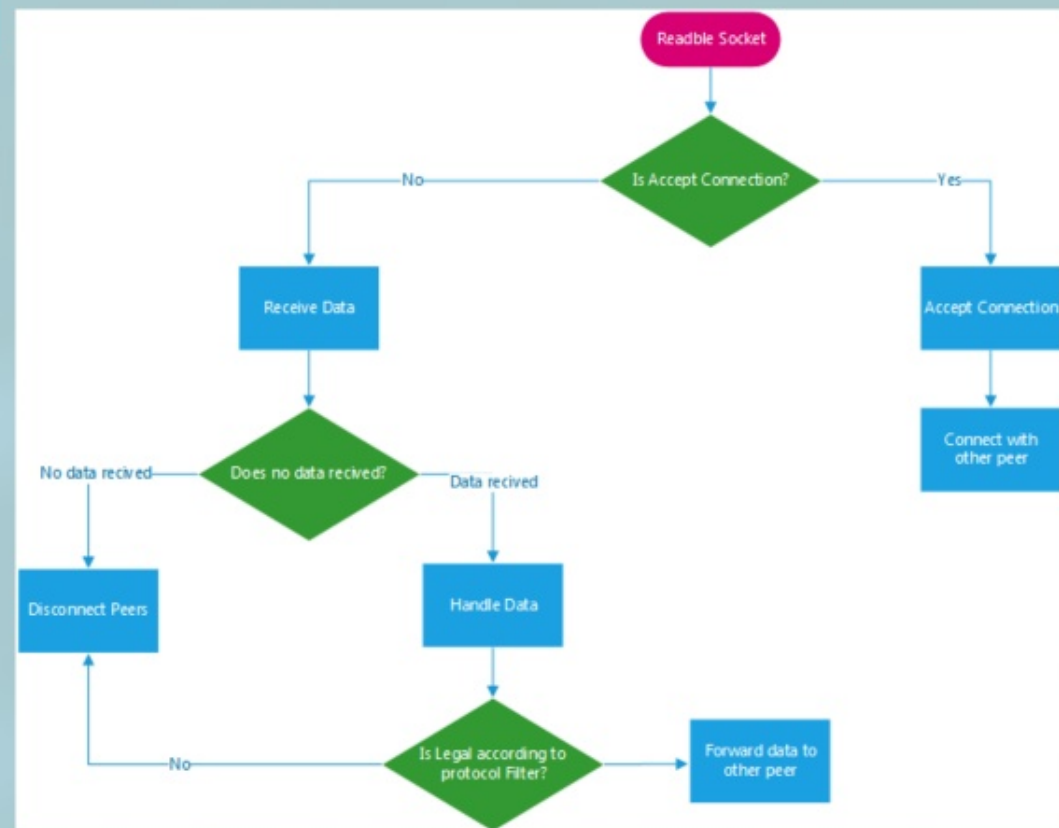 Readble Socket
Is Accept Connection?
No
Yes
Receive Data
Accept Connection
Does no data recived?
No data recived
Data recived
Connect with
other peer
Disconnect Peers
Handle Data
Is Legal according to
protocol Filter?
No
Forward data to
other peer